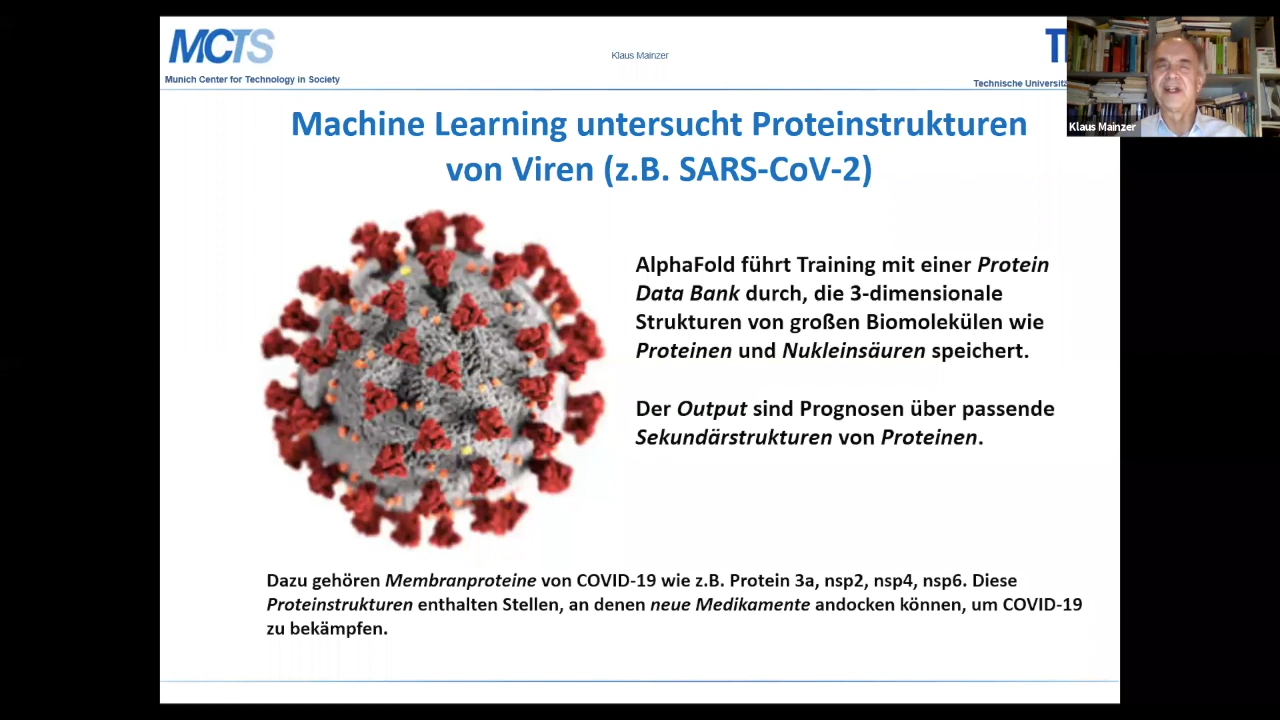 MCTS
Munich Center for Technology in Society
Klaus Mainzer
Technische
Klaus Mainzer
Machine Learning untersucht Proteinstrukturen
von Viren (z.B. SARS-CoV-2)
AlphaFold führt Training mit einer Protein
Data Bank durch, die 3-dimensionale
Strukturen von großen Biomolekülen wie
Proteinen und Nukleinsäuren speichert.
Der Output sind Prognosen über passende
Sekundärstrukturen von Proteinen.
Dazu gehören Membranproteine von COVID-19 wie z.B. Protein 3a, nsp2, nsp4, nsp6. Diese
Proteinstrukturen enthalten Stellen, an denen neue Medikamente andocken können, um COVID-19
zu bekämpfen.